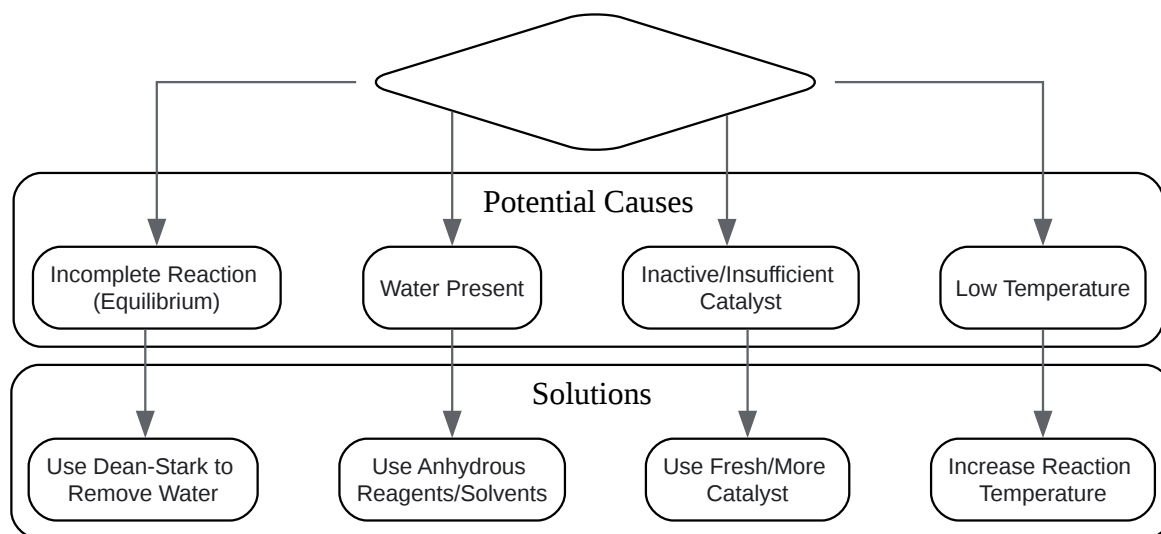 Potential Causes
Incomplete Reaction
(Equilibrium)
Water Present
Inactive/Insufficient
Catalyst
Low Temperature
Solutions
Use Dean-Stark to
Remove Water
Use Anhydrous
Reagents/Solvents
Use Fresh/More
Catalyst
Increase Reaction
Temperature